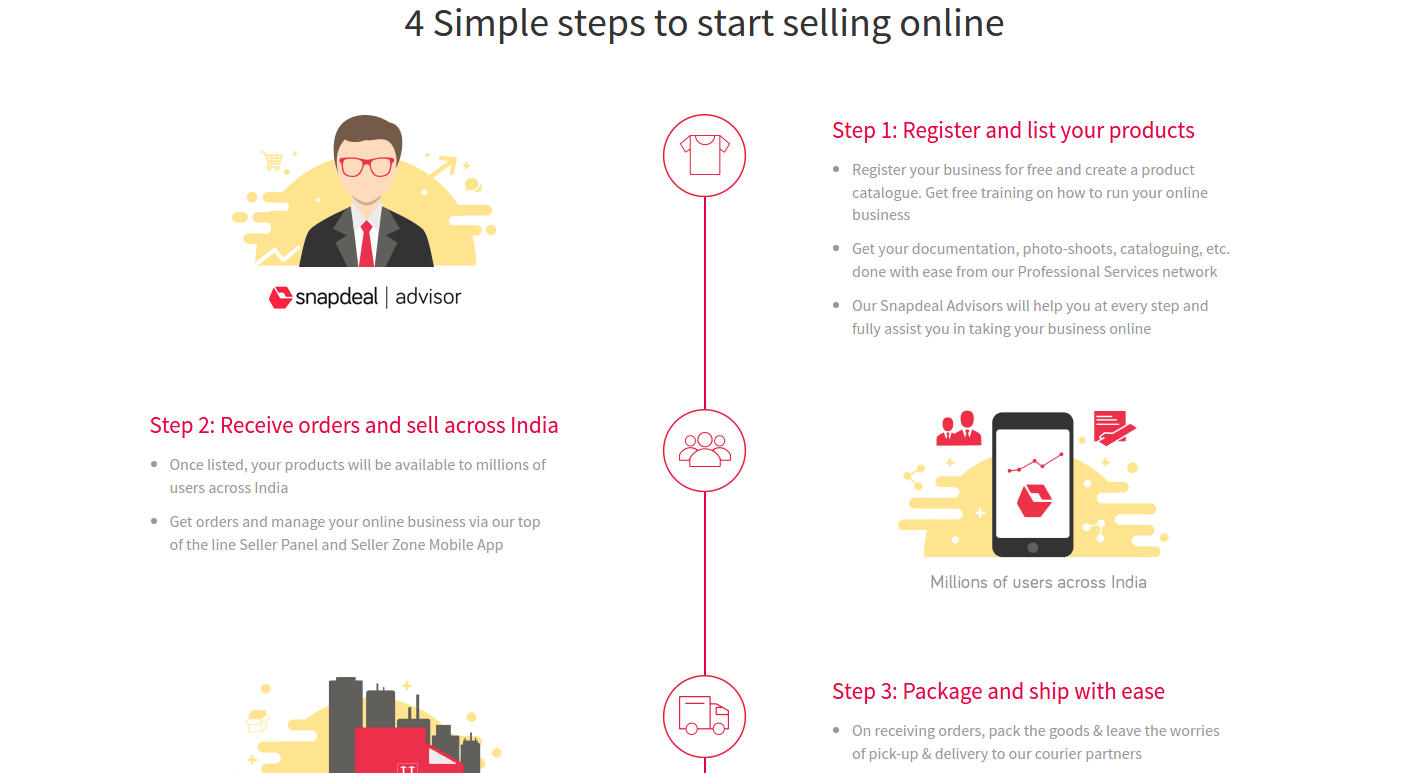 4 Simple steps to start selling online
snapdeal | advisor
Step 1: Register and list your products
Register your business for free and create a product
catalogue. Get free training on how to run your online
business
Get your documentation, photo-shoots, cataloguing, etc.
done with ease from our Professional Services network
Our Snapdeal Advisors will help you at every step and
fully assist you in taking your business online
Step 2: Receive orders and sell across India
Once listed, your products will be available to millions of
users across India
Get orders and manage your online business via our top
of the line Seller Panel and Seller Zone Mobile App
Millions of users across India
Step 3: Package and ship with ease
On receiving orders, pack the goods & leave the worries
of pick-up & delivery to our courier partners